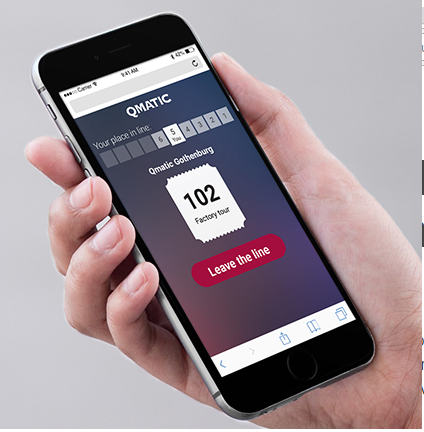 Carrier 9:41 AM 42%
QMATIC
Your place in line:
6 5 4 3 2 1
You
Qmatic Gothenburg
102
Factory tour
Leave the line